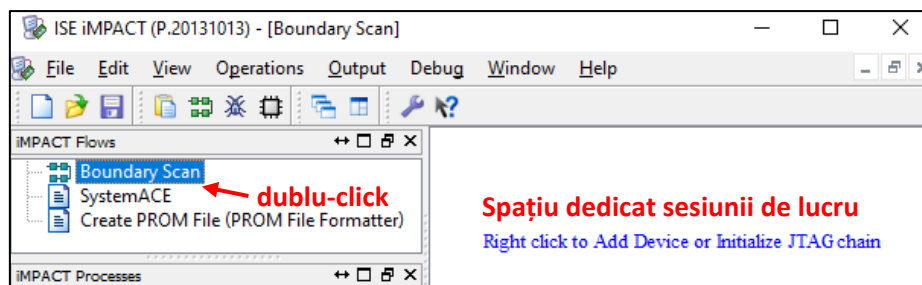 ISE iMPACT (P.20131013) - [Boundary Scan]
File Edit View Operations Output Debug Window Help
iMPACT Flows
Boundary Scan
SystemACE
Create PROM File (PROM File Formatter)
dublu-click
Spațiu dedicat sesiunii de lucru
Right click to Add Device or Initialize JTAG chain
iMPACT Processes